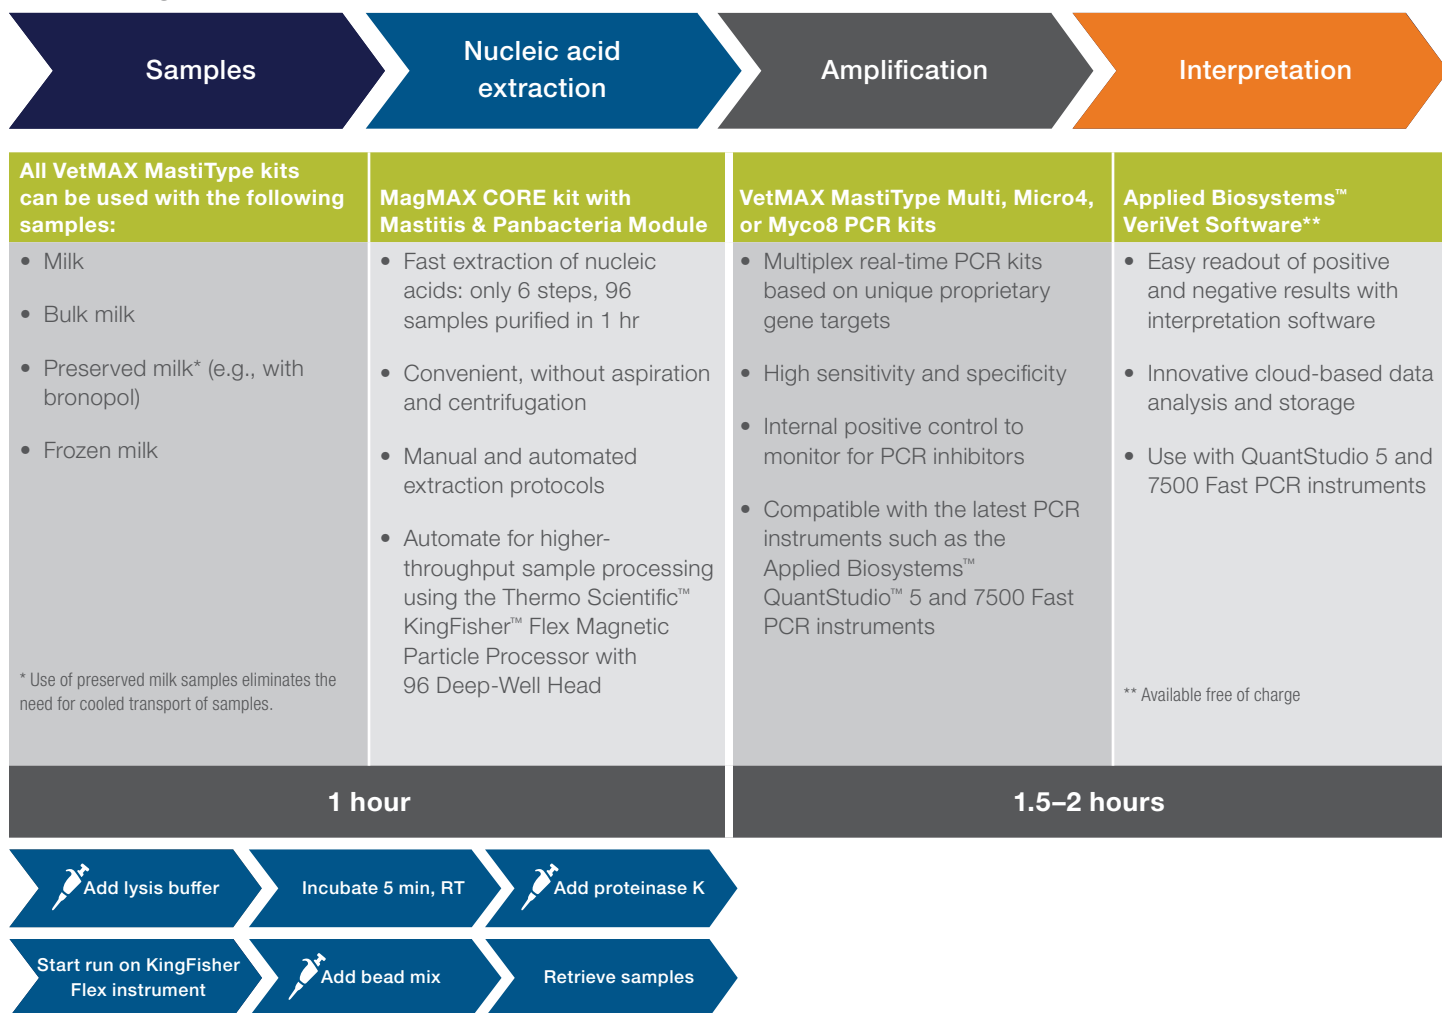 Samples
Nucleic acid
extraction
Amplification
Interpretation
All VetMAX MastiType kits
can be used with the following
samples:
• Milk
• Bulk milk
• Preserved milk* (e.g., with
bronopol)
• Frozen milk
* Use of preserved milk samples eliminates the
need for cooled transport of samples.
MagMAX CORE kit with
Mastitis & Panbacteria Module
• Fast extraction of nucleic
acids: only 6 steps, 96
samples purified in 1 hr
• Convenient, without aspiration
and centrifugation
• Manual and automated
extraction protocols
• Automate for higher-
throughput sample processing
using the Thermo Scientific™
KingFisher™ Flex Magnetic
Particle Processor with
96 Deep-Well Head
VetMAX MastiType Multi, Micro4,
or Myco8 PCR kits
• Multiplex real-time PCR kits
based on unique proprietary
gene targets
• High sensitivity and specificity
• Internal positive control to
monitor for PCR inhibitors
• Compatible with the latest PCR
instruments such as the
Applied Biosystems™
QuantStudio™ 5 and 7500 Fast
PCR instruments
Applied Biosystems™
VeriVet Software**
• Easy readout of positive
and negative results with
interpretation software
• Innovative cloud-based data
analysis and storage
• Use with QuantStudio 5 and
7500 Fast PCR instruments
** Available free of charge
1 hour
1.5–2 hours
Add lysis buffer
Incubate 5 min, RT
Add proteinase K
Start run on KingFisher
Flex instrument
Add bead mix
Retrieve samples